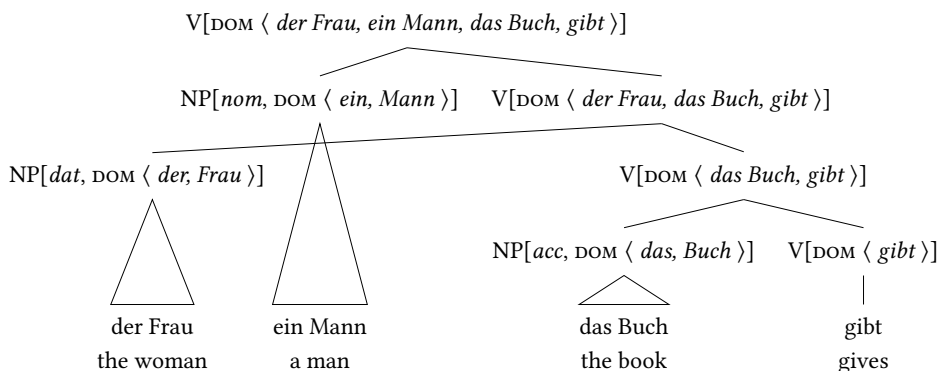 V[DOM ⟨ der Frau, ein Mann, das Buch, gibt ⟩]
NP[nom, DOM ⟨ ein, Mann ⟩] V[DOM ⟨ der Frau, das Buch, gibt ⟩]
NP[dat, DOM ⟨ der, Frau ⟩] V[DOM ⟨ das Buch, gibt ⟩]
NP[acc, DOM ⟨ das, Buch ⟩] V[DOM ⟨ gibt ⟩]
der Frau ein Mann das Buch gibt
the woman a man the book gives